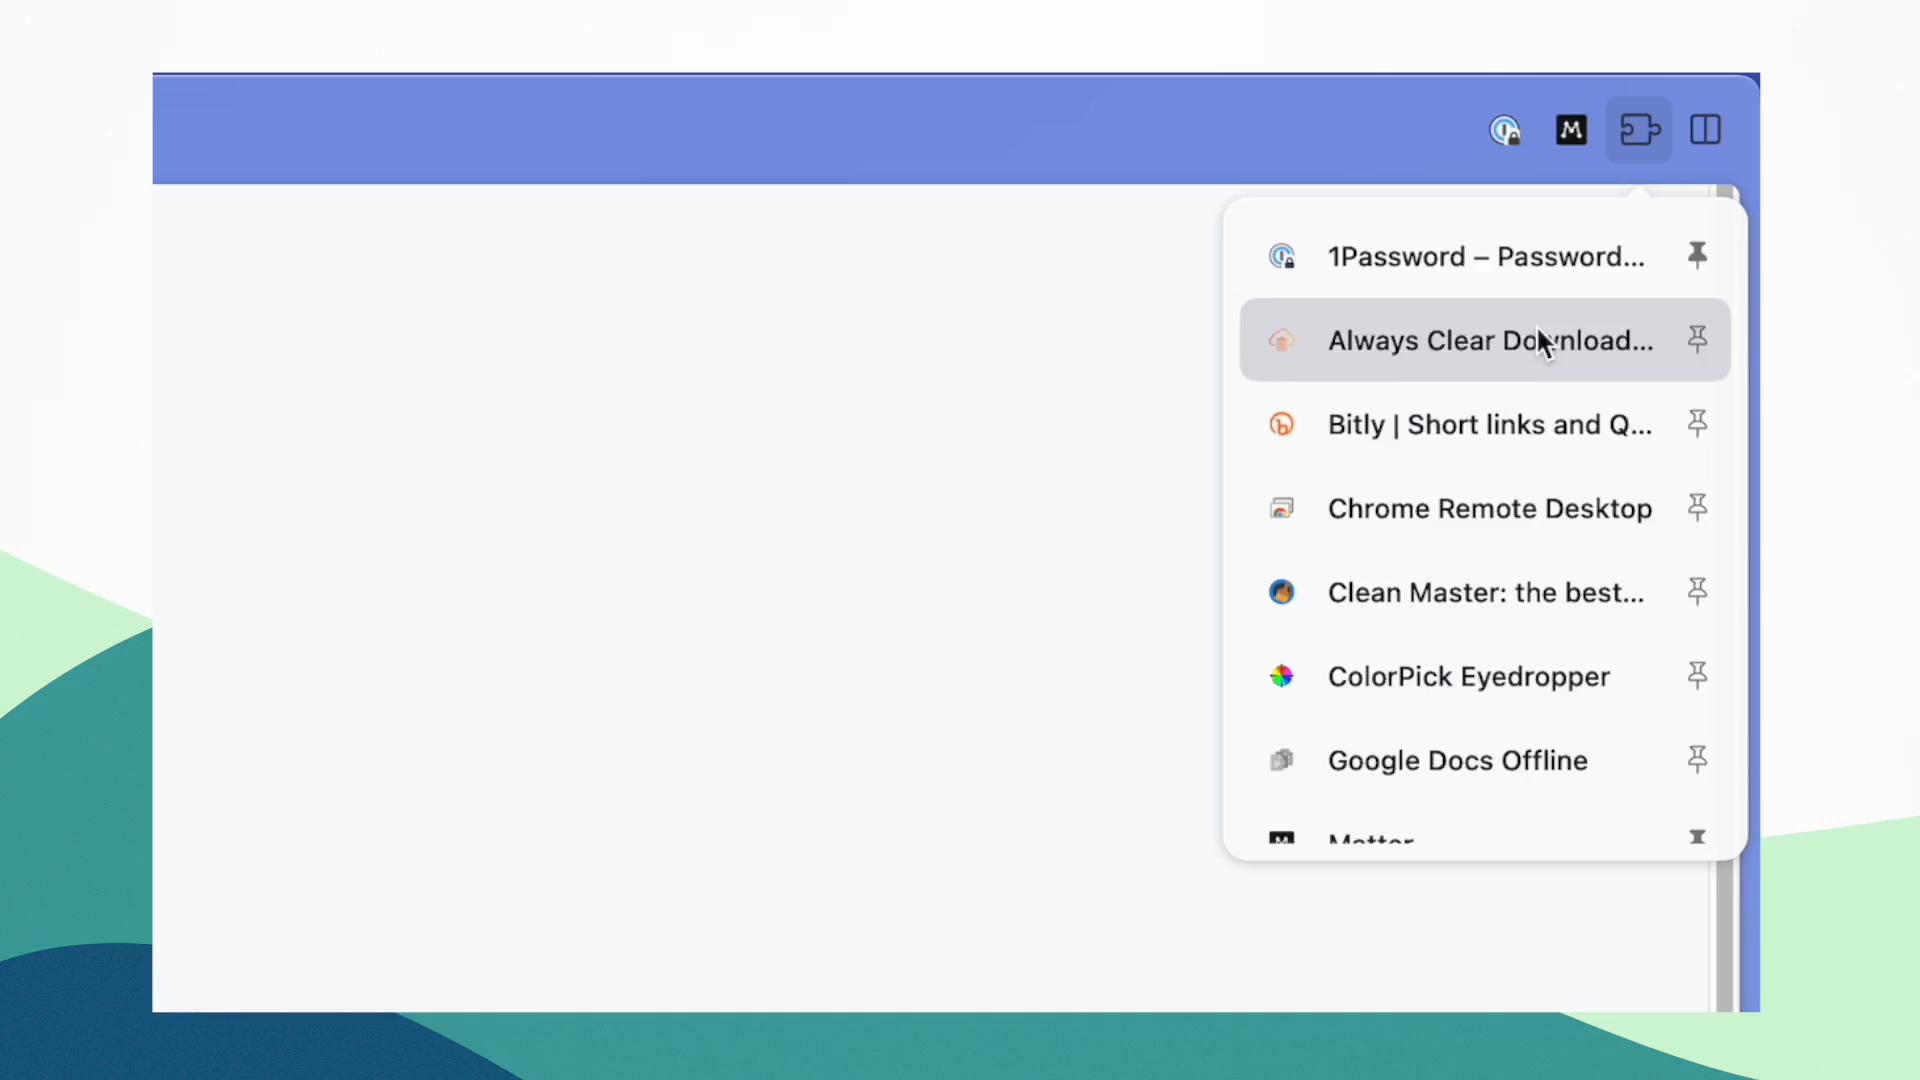 M
1Password – Password...
Always Clear Download...
Bitly | Short links and Q...
Chrome Remote Desktop
Clean Master: the best...
ColorPick Eyedropper
Google Docs Offline
Matter